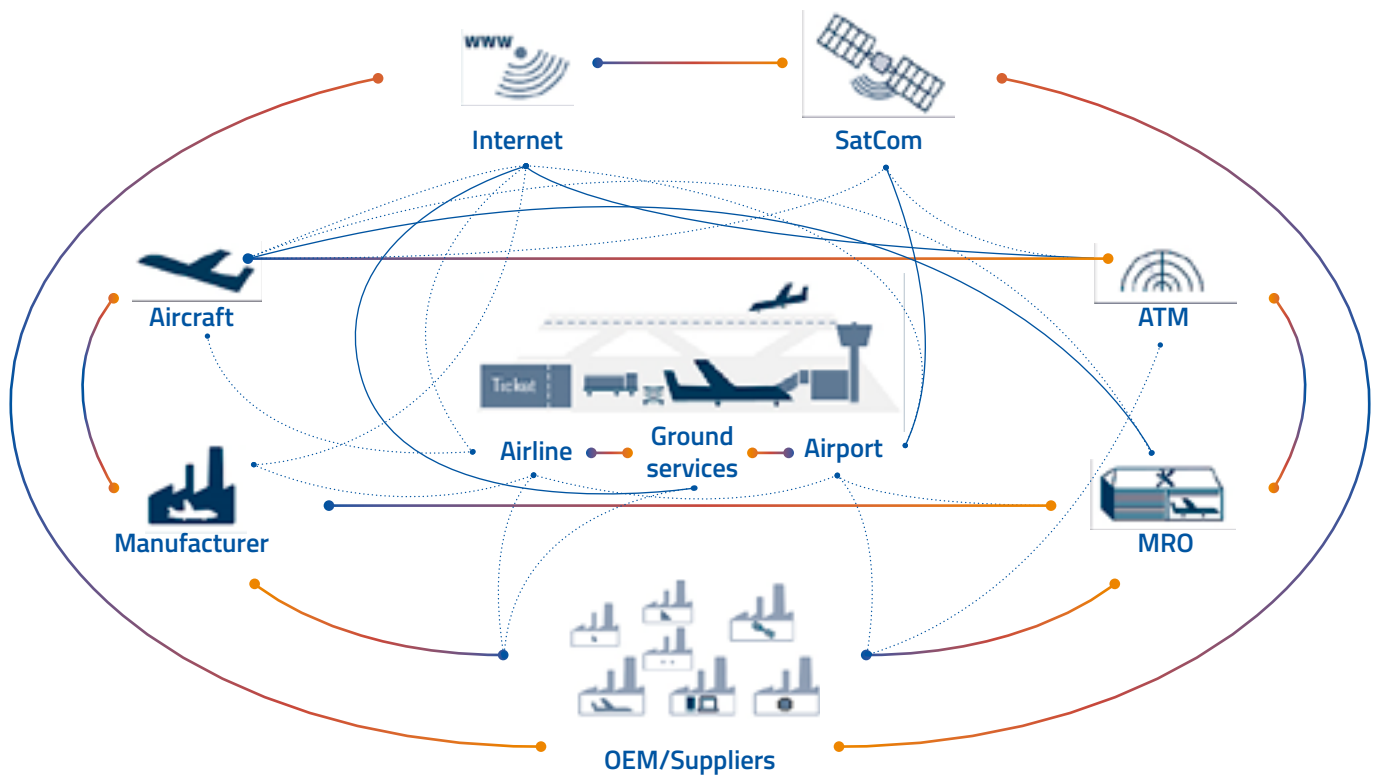 www
Internet
SatCom
Aircraft
ATM
Ticket
Airline
Ground
services
Airport
Manufacturer
MRO
OEM/Suppliers